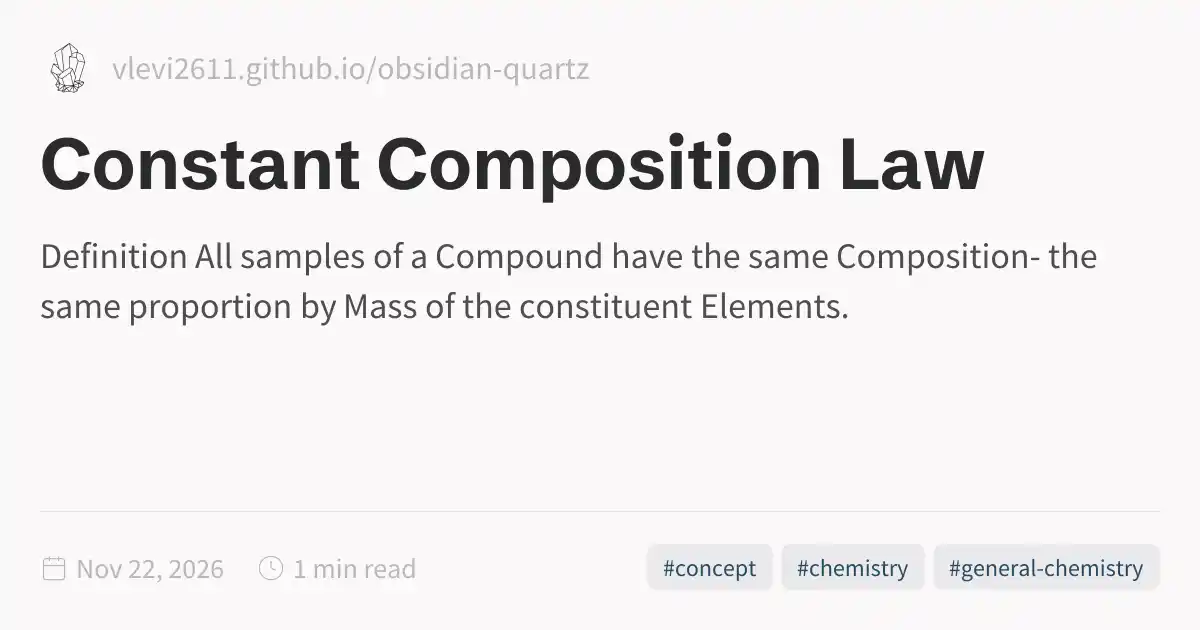 vlevi2611.github.io/obsidian-quartz
Constant Composition Law
Definition All samples of a Compound have the same Composition- the
same proportion by Mass of the constituent Elements.
Nov 22, 2026 1 min read #concept #chemistry #general-chemistry